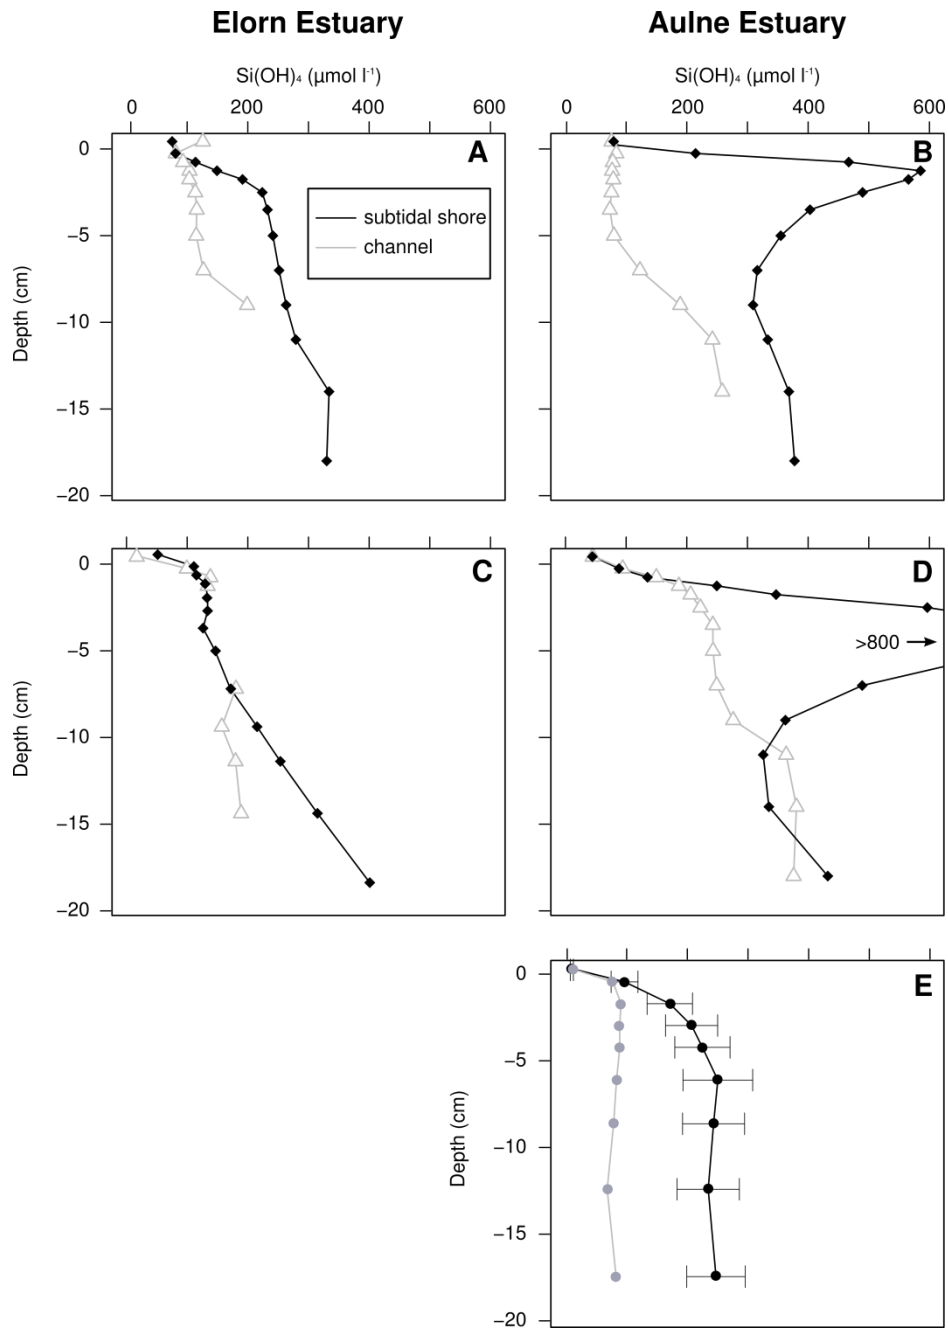 Elorn Estuary Aulne Estuary
Si(OH)₄ (μmol l⁻¹) Si(OH)₄ (μmol l⁻¹)
0 200 400 600 0 200 400 600
A B
0
−5
−10
−15
−20
Depth (cm)
subtidal shore
channel
C D
0
−5
−10
−15
−20
Depth (cm)
>800
E
0
−5
−10
−15
−20
Depth (cm)